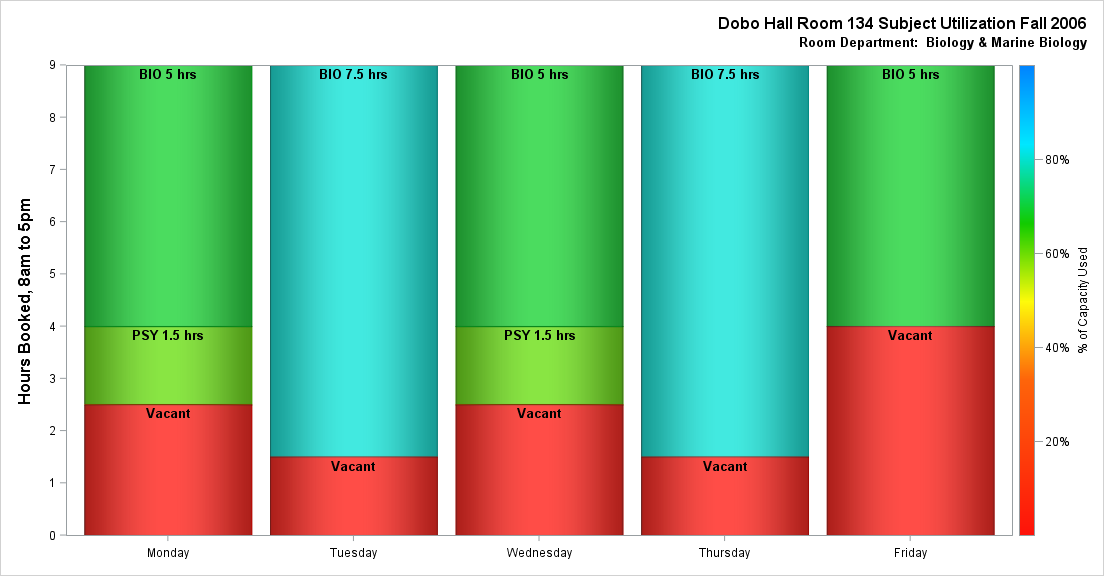 Dobo Hall Room 134 Subject Utilization Fall 2006
Room Department:  Biology & Marine Biology
Hours Booked, 8am to 5pm
9
8
7
6
5
4
3
2
1
0
BIO 5 hrs
PSY 1.5 hrs
Vacant
BIO 7.5 hrs
Vacant
BIO 5 hrs
PSY 1.5 hrs
Vacant
BIO 7.5 hrs
Vacant
BIO 5 hrs
Vacant
Monday
Tuesday
Wednesday
Thursday
Friday
80%
60%
40%
20%
% of Capacity Used